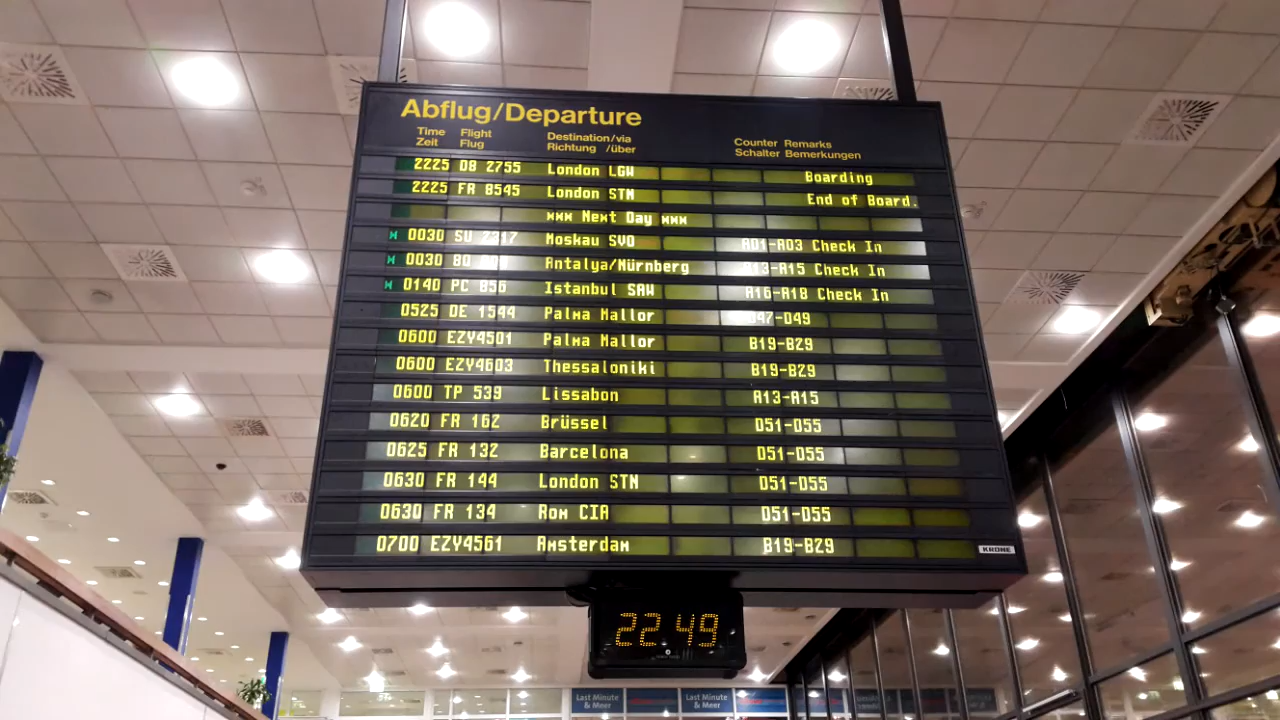 Abflug/Departure
Time Flight Destination/via Counter Remarks
Zeit Flug Richtung /über Schalter Bemerkungen
2225 DB 2755 London LGW Boarding
2225 FR 8545 London STN End of Board.
*** Next Day ***
0030 SU 2317 Moskau SVO A01-A03 Check In
0030 Antalya/Nürnberg A13-A15 Check In
0140 PC 856 Istanbul SAW A16-A18 Check In
0525 DE 1544 Palma Mallor D47-D49
0600 EZY4501 Palma Mallor B19-B29
0600 EZY4603 Thessaloniki B19-B29
0600 TP 539 Lissabon A13-A15
0620 FR 162 Brüssel D51-D55
0625 FR 132 Barcelona D51-D55
0630 FR 144 London STN D51-D55
0630 FR 134 Rom CIA D51-D55
0700 EZY4561 Amsterdam B19-B29
KRONE
22:49
Last Minute & Meer
Last Minute & Meer